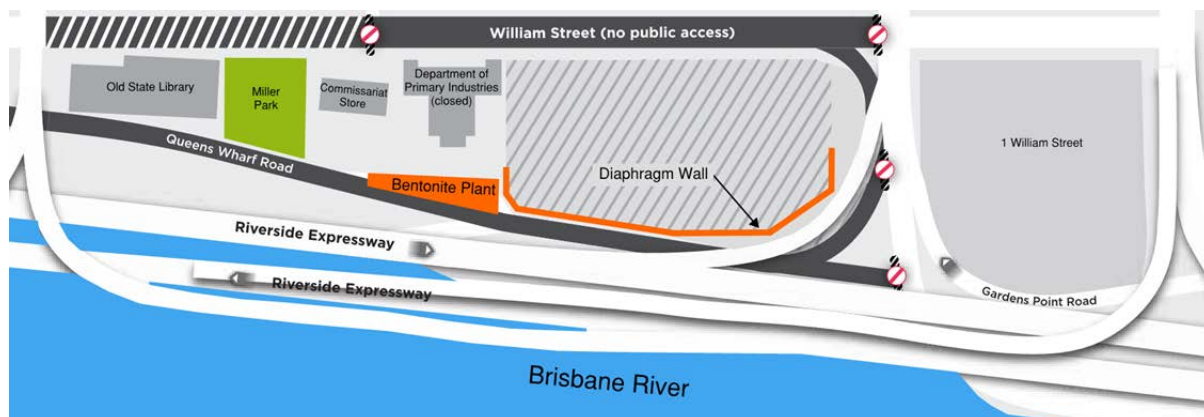 William Street (no public access)
Old State Library
Miller
Park
Commissariat
Store
Department of
Primary Industries
(closed)
1 William Street
Queens Wharf Road
Bentonite Plant
Diaphragm Wall
Riverside Expressway
Riverside Expressway
Gardens Point Road
Brisbane River